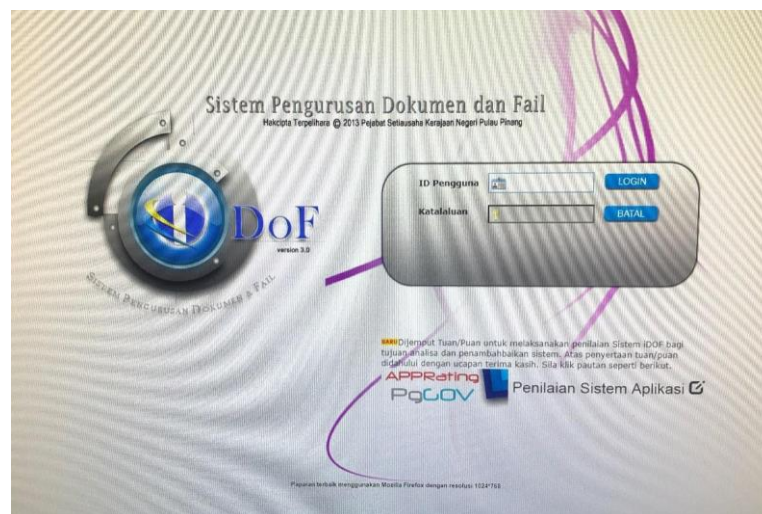 Sistem Pengurusan Dokumen dan Fail
Hakcipta Terpelihara © 2013 Pejabat Setiausaha Kerajaan Negeri Pulau Pinang
DoF
version 3.0
SISTEM PENGURUSAN DOKUMEN & FAIL
ID Pengguna
LOGIN
Katalaluan
BATAL
BARU Dijemput Tuan/Puan untuk melaksanakan penilaian Sistem iDOF bagi
tujuan analisa dan penambahbaikan sistem. Atas penyertaan tuan/puan
didahului dengan ucapan terima kasih. Sila klik pautan seperti berikut.
APPRating
PgGOV
Penilaian Sistem Aplikasi
Paparan terbaik menggunakan Mozilla Firefox dengan resolusi 1024*768